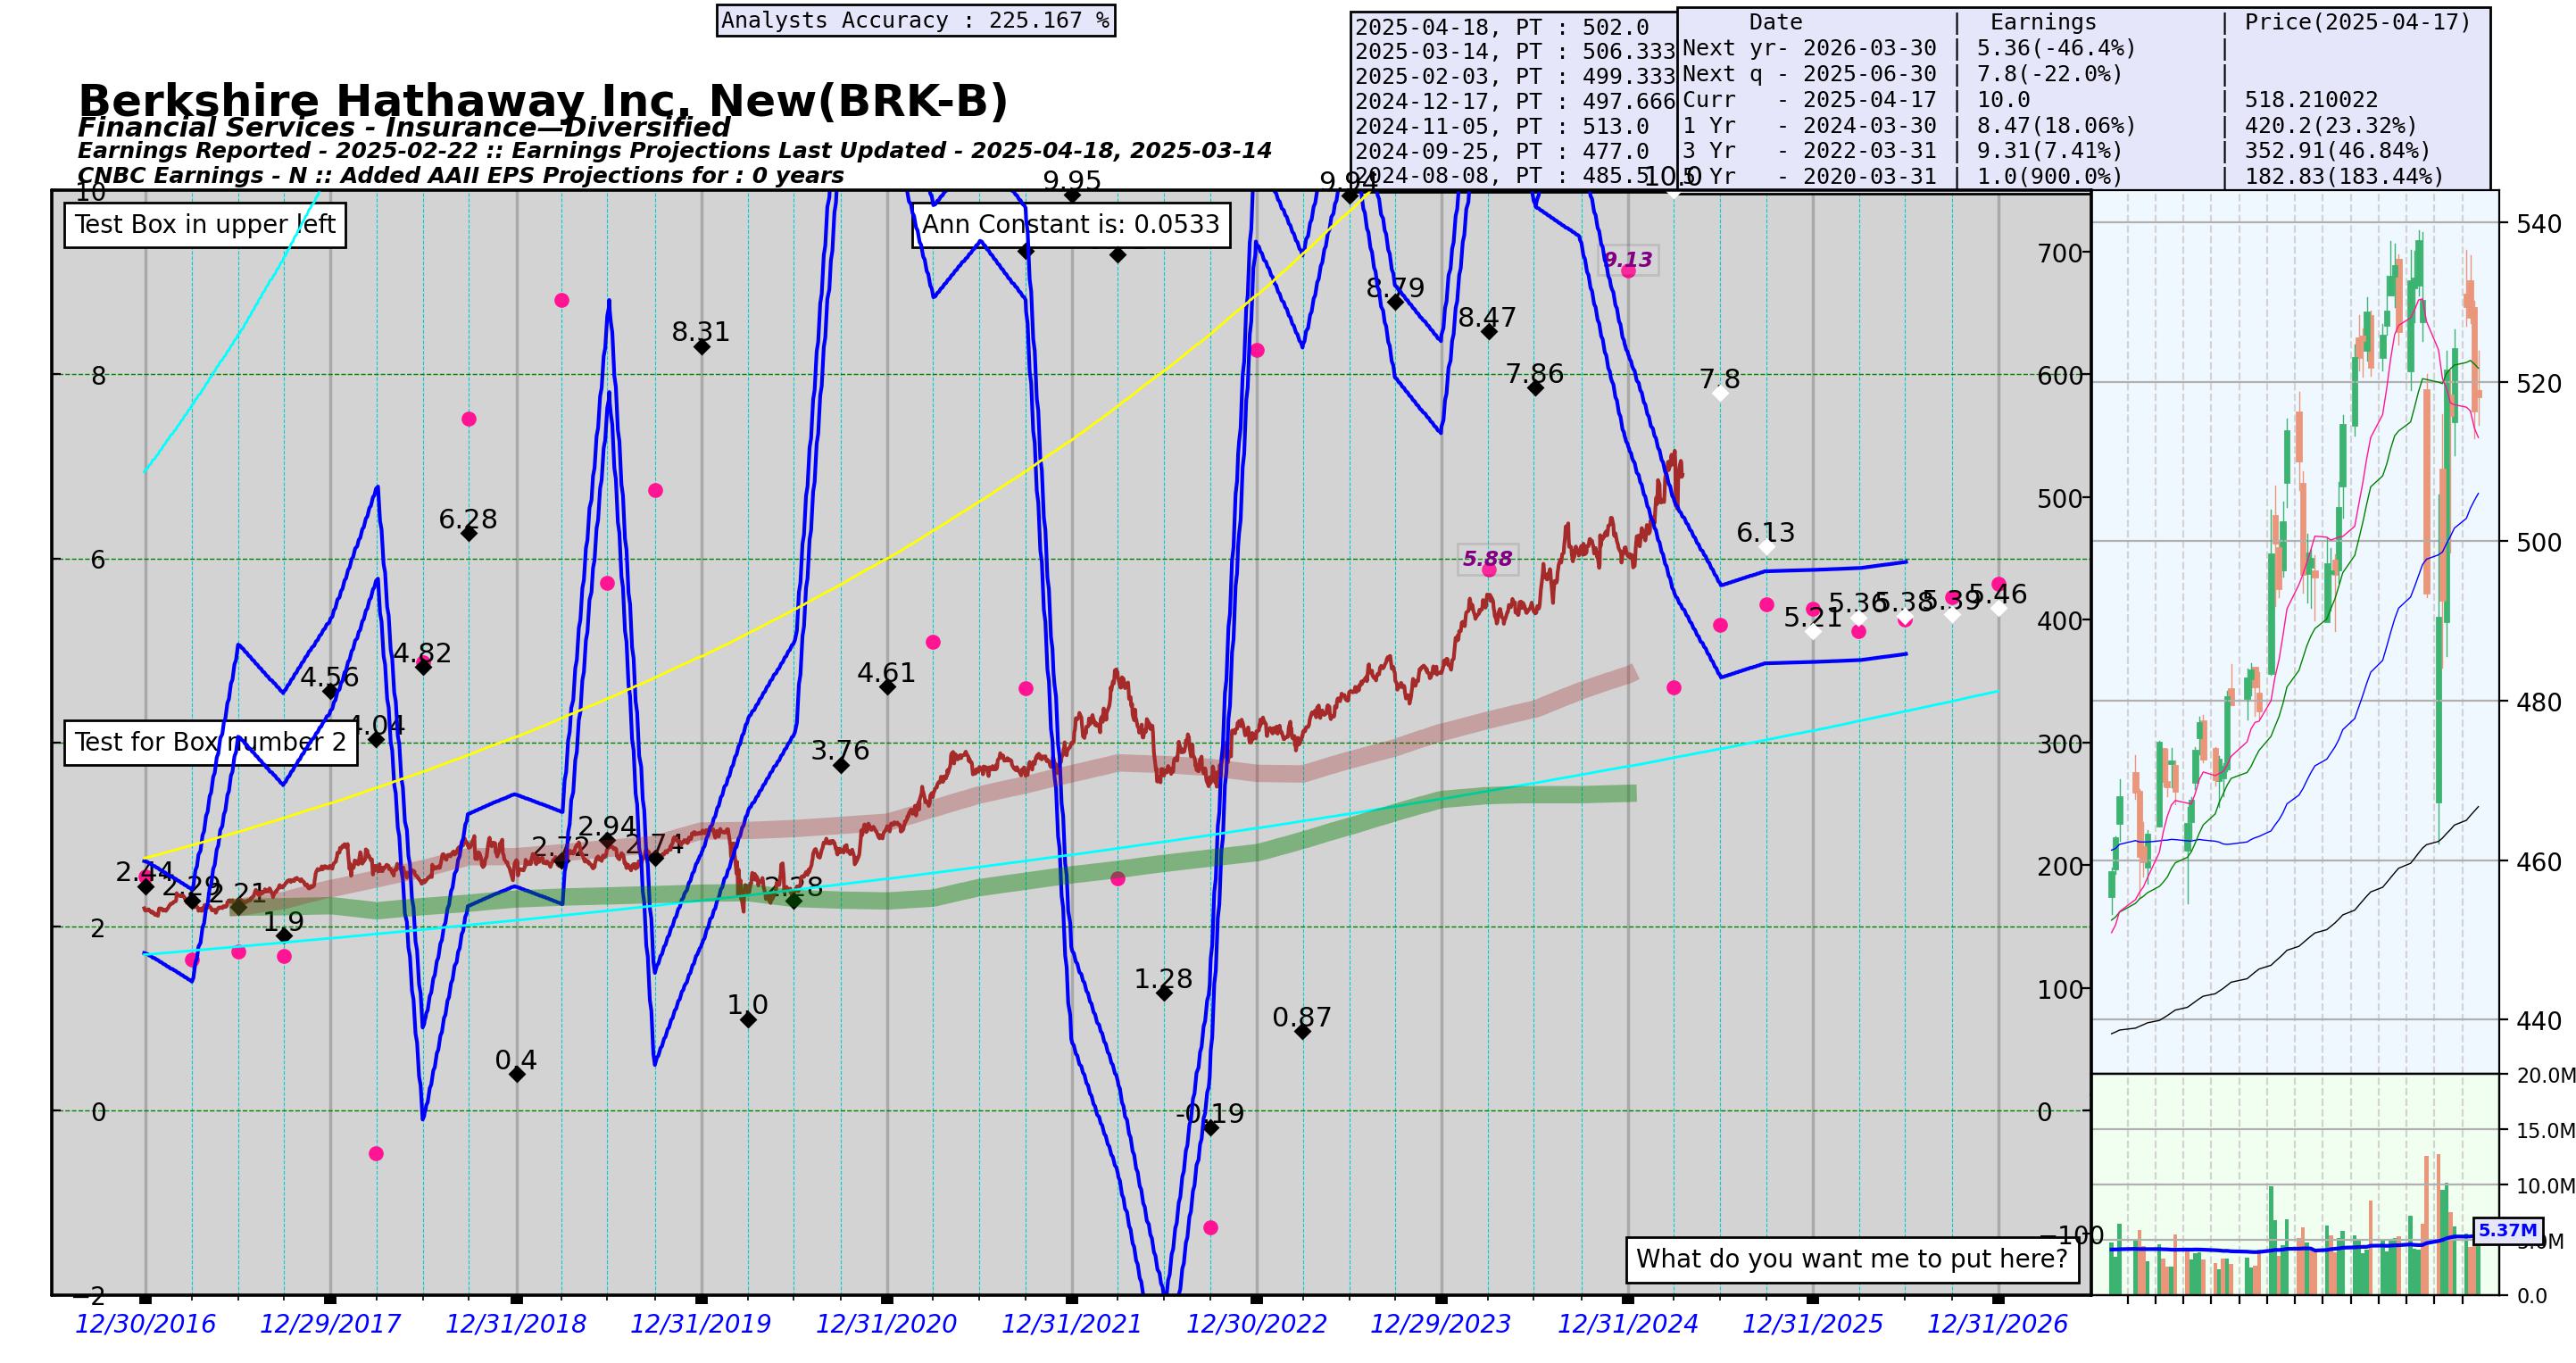 Analysts Accuracy : 225.167 %
2025-04-18, PT : 502.0
2025-03-14, PT : 506.333
2025-02-03, PT : 499.333
2024-12-17, PT : 497.666
2024-11-05, PT : 513.0
2024-09-25, PT : 477.0
2024-08-08, PT : 485.5
Date | Earnings | Price(2025-04-17)
Next yr- 2026-03-30 | 5.36(-46.4%) |
Next q - 2025-06-30 | 7.8(-22.0%) |
Curr - 2025-04-17 | 10.0 | 518.210022
1 Yr - 2024-03-30 | 8.47(18.06%) | 420.2(23.32%)
3 Yr - 2022-03-31 | 9.31(7.41%) | 352.91(46.84%)
5 Yr - 2020-03-31 | 1.0(900.0%) | 182.83(183.44%)
Berkshire Hathaway Inc. New(BRK-B)
Financial Services - Insurance—Diversified
Earnings Reported - 2025-02-22 :: Earnings Projections Last Updated - 2025-04-18, 2025-03-14
CNBC Earnings - N :: Added AAII EPS Projections for : 0 years
Test Box in upper left
Ann Constant is: 0.0533
Test for Box number 2
What do you want me to put here?
10
8
6
2
0
−2
2.44
2.29
2.21
1.9
4.56
4.04
4.82
6.28
0.4
2.72
2.94
2.74
8.31
1.0
2.28
3.76
4.61
9.95
1.28
-0.19
0.87
9.94
8.79
8.47
7.86
5.88
9.13
10.0
7.8
6.13
5.21
5.36
5.38
5.39
5.46
700
600
500
400
300
200
100
0
−100
540
520
500
480
460
440
20.0M
15.0M
10.0M
5.37M
0.0
12/30/2016
12/29/2017
12/31/2018
12/31/2019
12/31/2020
12/31/2021
12/30/2022
12/29/2023
12/31/2024
12/31/2025
12/31/2026